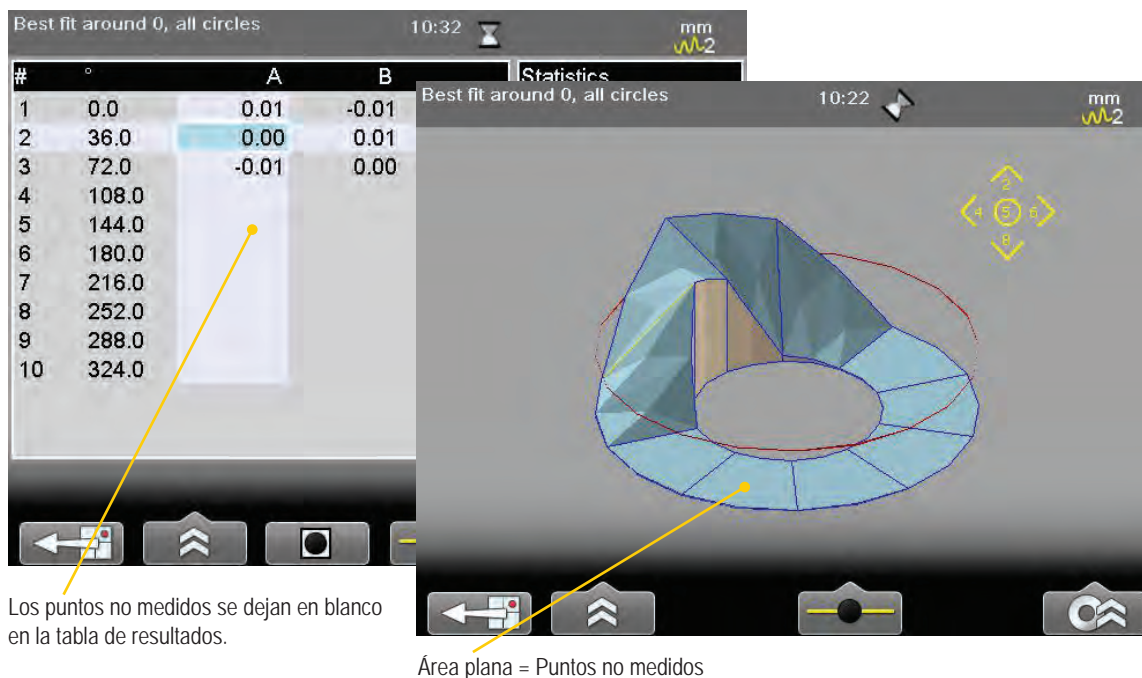 Best fit around 0, all circles 10:32 mm
2
# ° A B Statistics
1 0.0 0.01 -0.01
2 36.0 0.00 0.01
3 72.0 -0.01 0.00
4 108.0
5 144.0
6 180.0
7 216.0
8 252.0
9 288.0
10 324.0
Best fit around 0, all circles 10:22 mm
2
2
4 5 6
8
Los puntos no medidos se dejan en blanco
en la tabla de resultados.
Área plana = Puntos no medidos